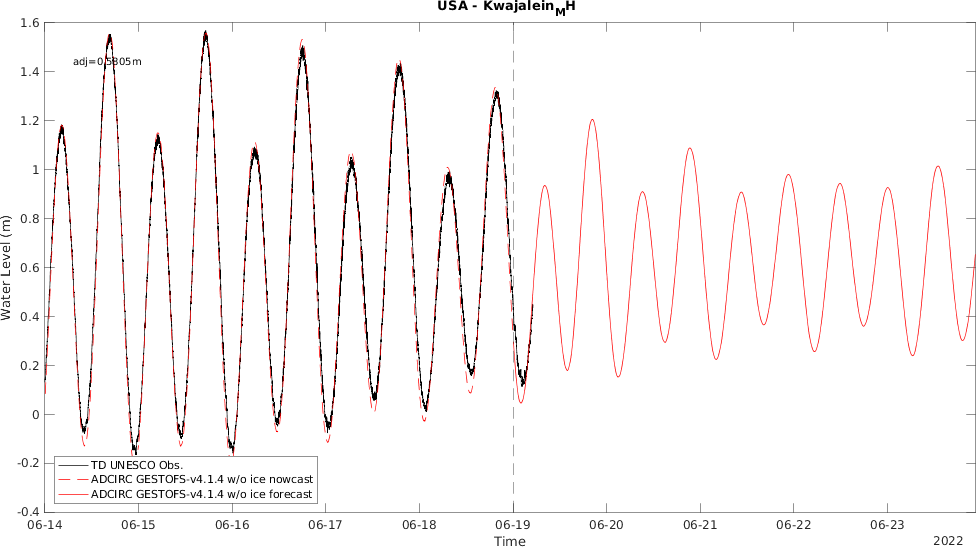 USA - Kwajalein_MH
1.6
1.4
adj=0.5305m
1.2
1
0.8
0.6
0.4
0.2
0
-0.2
-0.4
Water Level (m)
TD UNESCO Obs.
ADCIRC GESTOFS-v4.1.4 w/o ice nowcast
ADCIRC GESTOFS-v4.1.4 w/o ice forecast
06-14 06-15 06-16 06-17 06-18 06-19 06-20 06-21 06-22 06-23
Time
2022